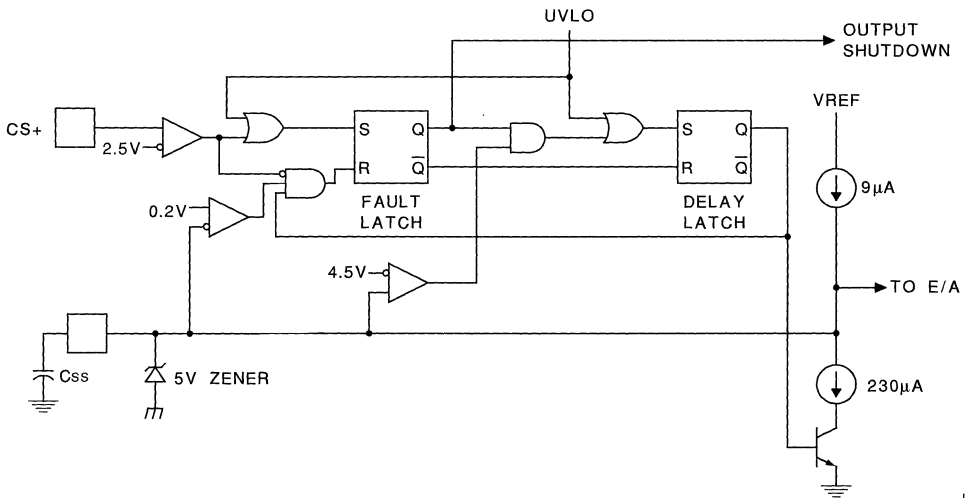 UVLO
OUTPUT
SHUTDOWN
VREF
CS+
2.5V
S Q
R Q̅
FAULT
LATCH
S Q
R Q̅
DELAY
LATCH
9μA
0.2V
4.5V
TO E/A
Css
5V ZENER
230μA